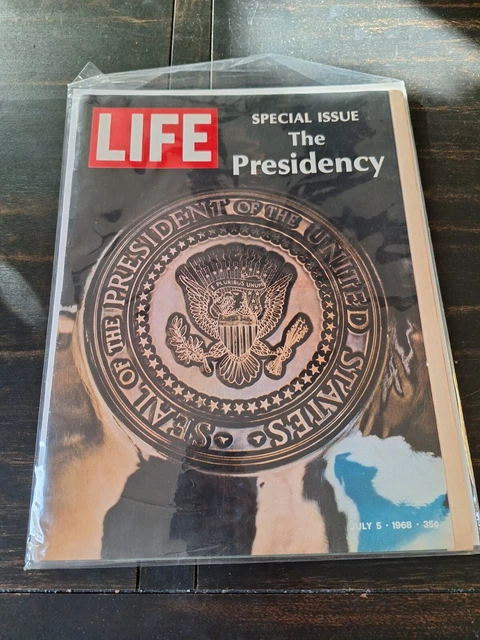 LIFE
SPECIAL ISSUE
The
Presidency
SEAL OF THE PRESIDENT OF THE UNITED STATES
E PLURIBUS UNUM
JULY 5 · 1968 · 35¢